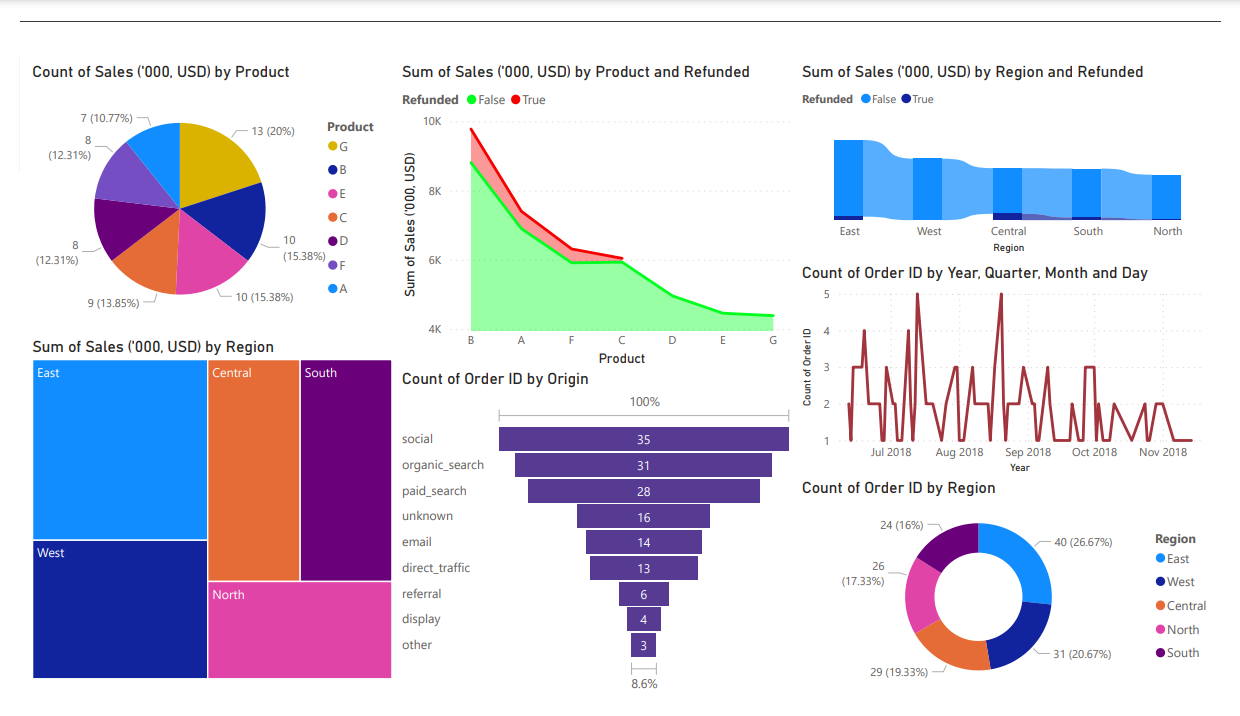 Count of Sales ('000, USD) by Product
7 (10.77%)
8
(12.31%)
8
(12.31%)
9 (13.85%)
13 (20%)
10
(15.38%)
10 (15.38%)
Product
G
B
E
C
D
F
A
Sum of Sales ('000, USD) by Region
East
West
Central
South
North
Sum of Sales ('000, USD) by Product and Refunded
Refunded False True
Sum of Sales ('000, USD)
10K
8K
6K
4K
B A F C D E G
Product
Count of Order ID by Origin
100%
social 35
organic_search 31
paid_search 28
unknown 16
email 14
direct_traffic 13
referral 6
display 4
other 3
8.6%
Sum of Sales ('000, USD) by Region and Refunded
Refunded False True
East West Central South North
Region
Count of Order ID by Year, Quarter, Month and Day
Count of Order ID
5
4
3
2
1
Jul 2018 Aug 2018 Sep 2018 Oct 2018 Nov 2018
Year
Count of Order ID by Region
24 (16%)
26
(17.33%)
29 (19.33%)
40 (26.67%)
31 (20.67%)
Region
East
West
Central
North
South